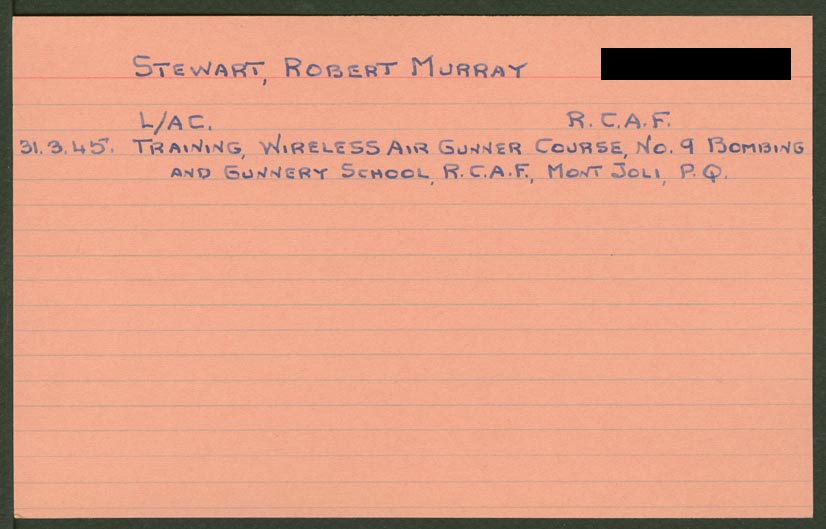 STEWART, ROBERT MURRAY
L/AC. R.C.A.F.
31.3.45. TRAINING, WIRELESS AIR GUNNER COURSE, No. 9 BOMBING
AND GUNNERY SCHOOL, R.C.A.F., MONT JOLI, P.Q.